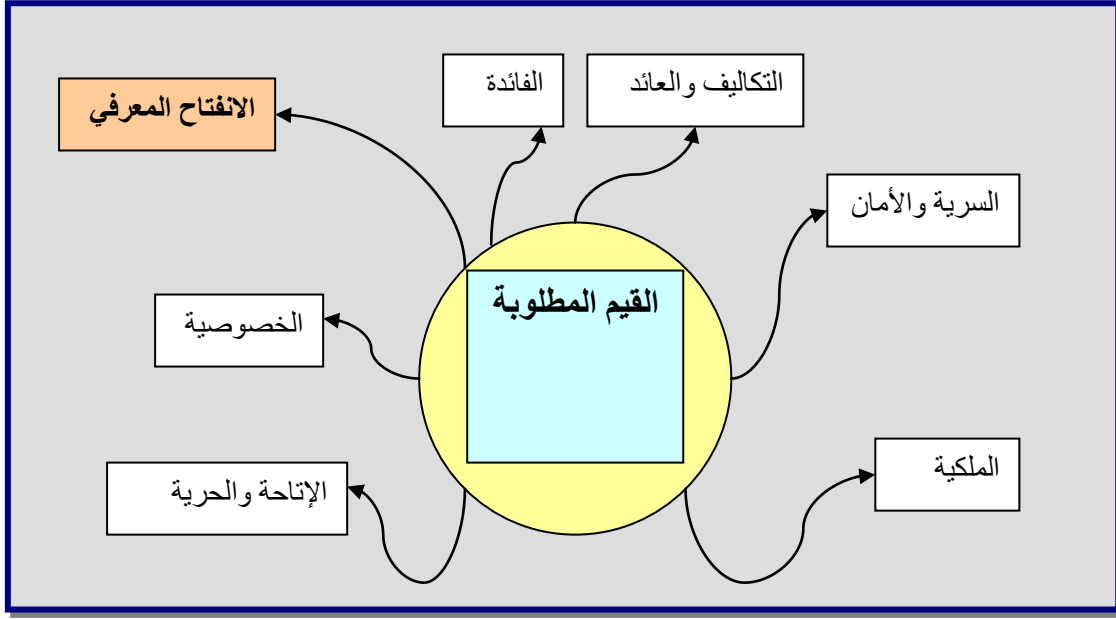 التكاليف والعائد
الفائدة
الانفتاح المعرفي
السرية والأمان
القيم المطلوبة
الخصوصية
الملكية
الإتاحة والحرية